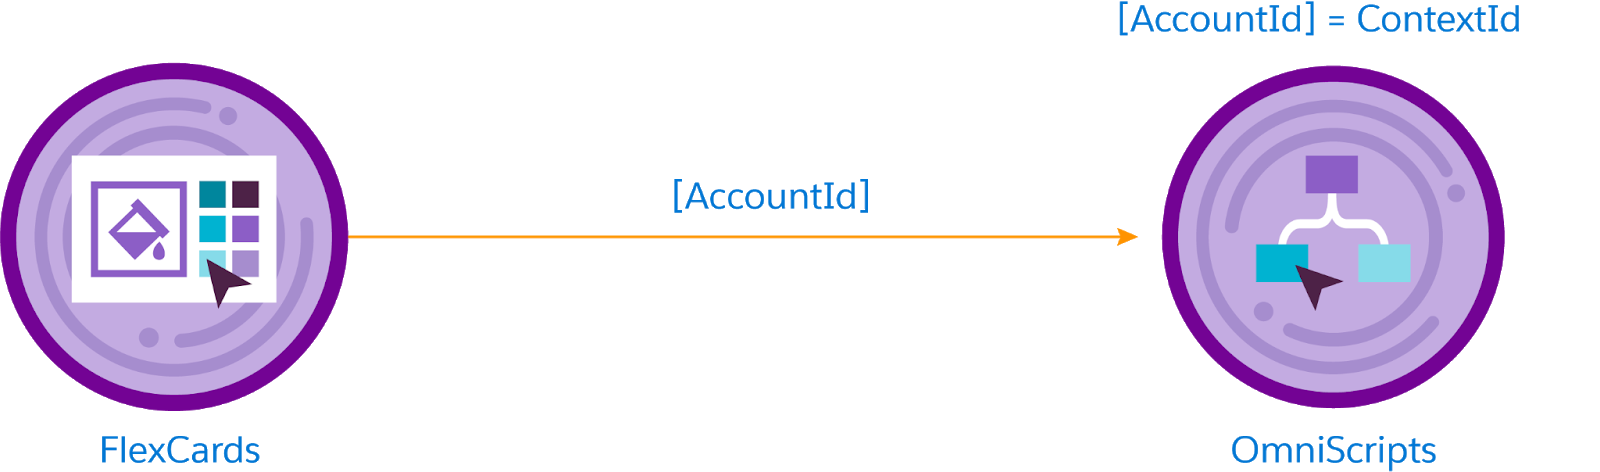 [AccountId] = ContextId
[AccountId]
FlexCards
OmniScripts